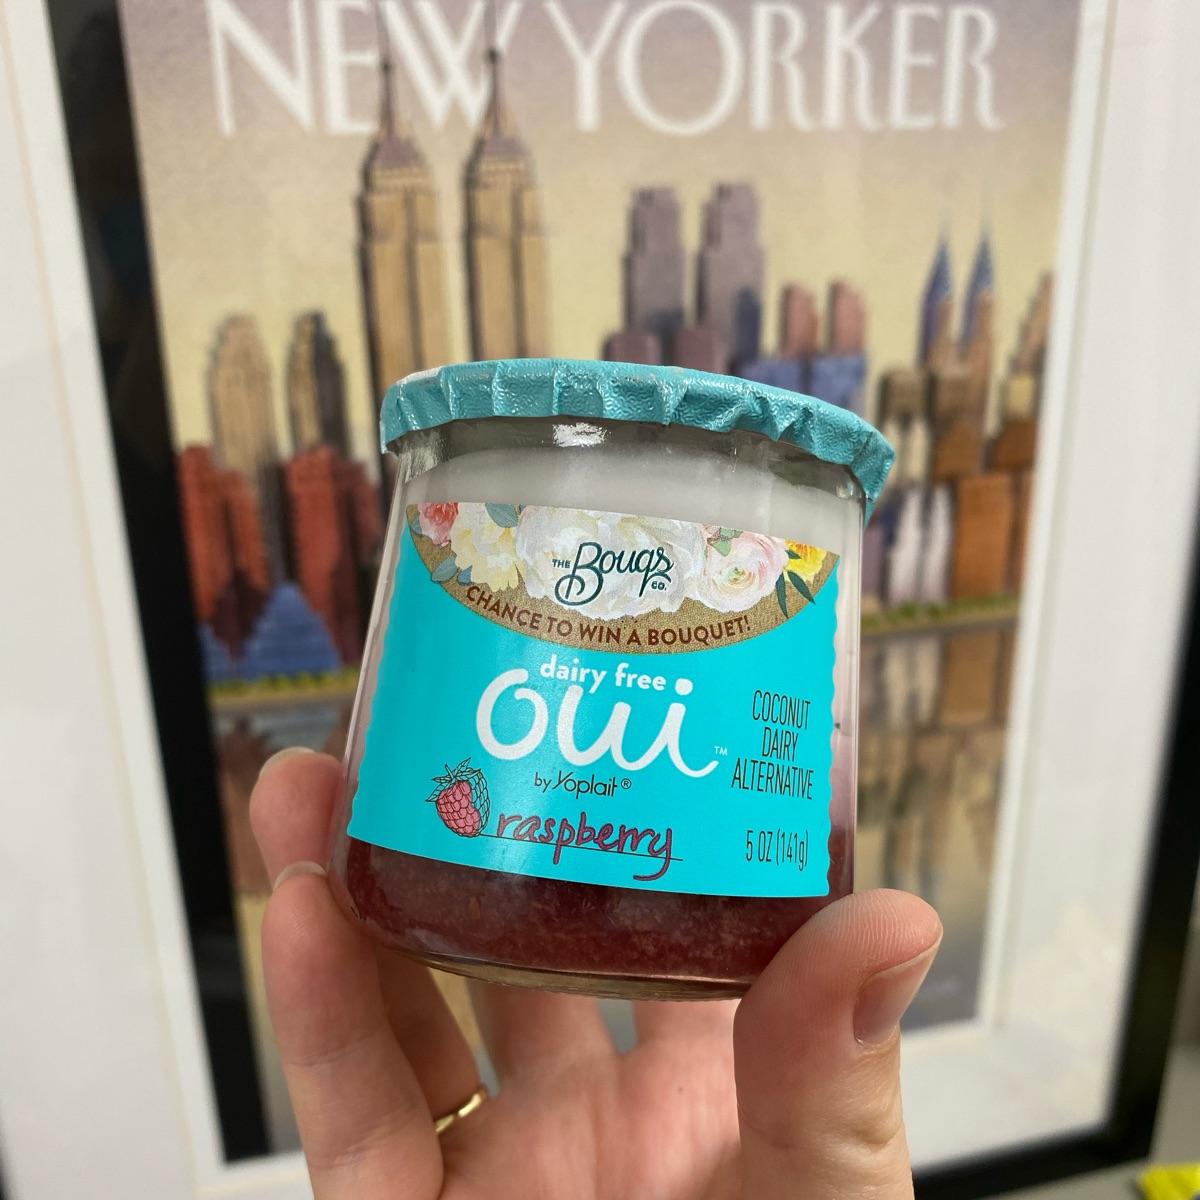 NEW YORKER
THE Bouqs CO.
CHANCE TO WIN A BOUQUET!
dairy free
oui™
by Yoplait®
raspberry
COCONUT
DAIRY
ALTERNATIVE
5 OZ (141g)